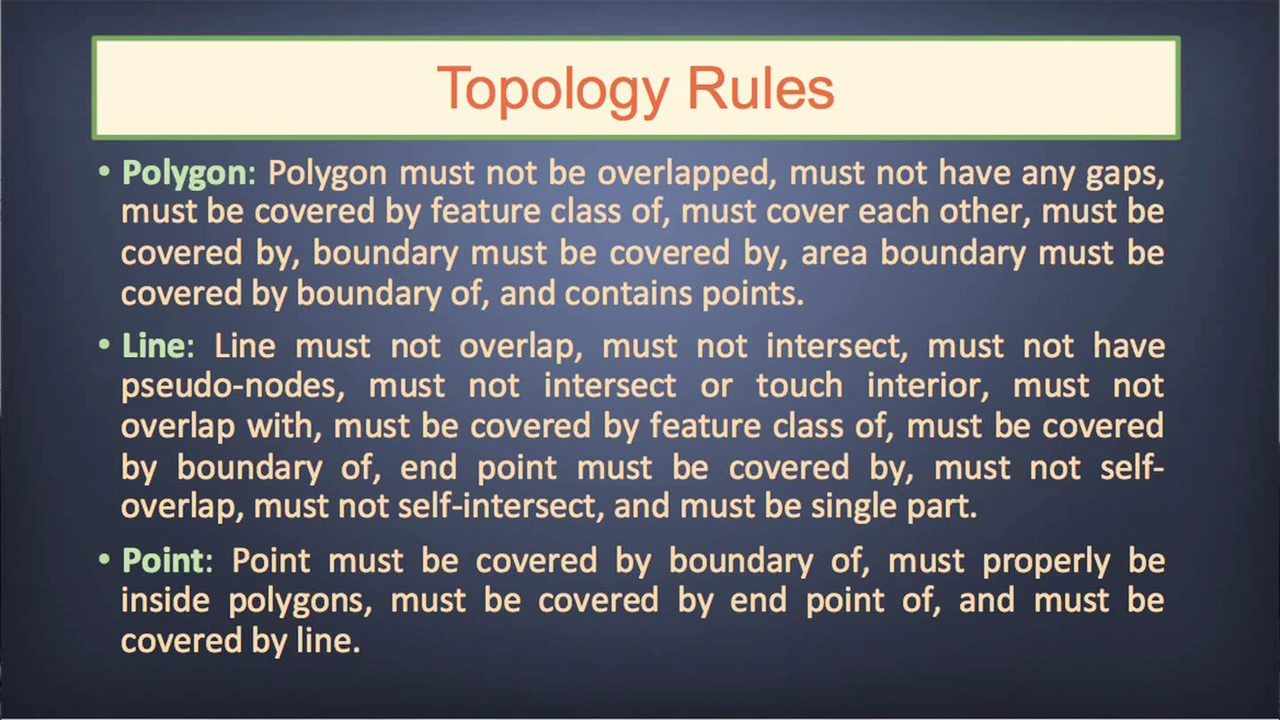 Topology Rules
• Polygon: Polygon must not be overlapped, must not have any gaps,
must be covered by feature class of, must cover each other, must be
covered by, boundary must be covered by, area boundary must be
covered by boundary of, and contains points.
• Line: Line must not overlap, must not intersect, must not have
pseudo-nodes, must not intersect or touch interior, must not
overlap with, must be covered by feature class of, must be covered
by boundary of, end point must be covered by, must not self-
overlap, must not self-intersect, and must be single part.
• Point: Point must be covered by boundary of, must properly be
inside polygons, must be covered by end point of, and must be
covered by line.